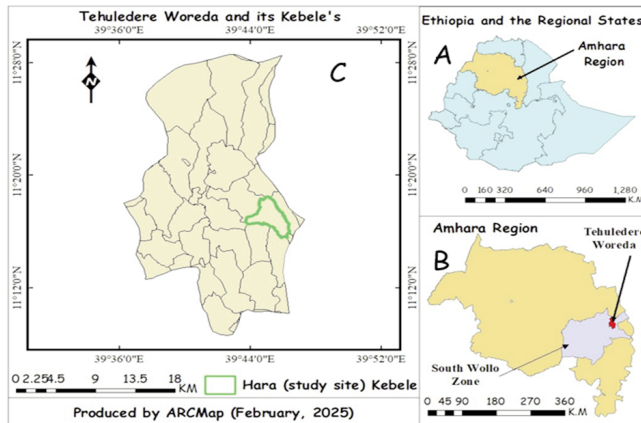 Tehuledere Woreda and its Kebele's
39°36'0"E 39°44'0"E 39°52'0"E
11°28'0"N
11°20'0"N
11°12'0"N
N
C
39°36'0"E 39°44'0"E 39°52'0"E
0 2.25 4.5 9 13.5 18
KM
Hara (study site) Kebele
Produced by ARCMap (February, 2025)
Ethiopia and the Regional States
A
Amhara
Region
0 160 320 640 960 1,280
K.M
Amhara Region
Tehuledere
Woreda
B
South Wollo
Zone
0 45 90 180 270 360
K.M